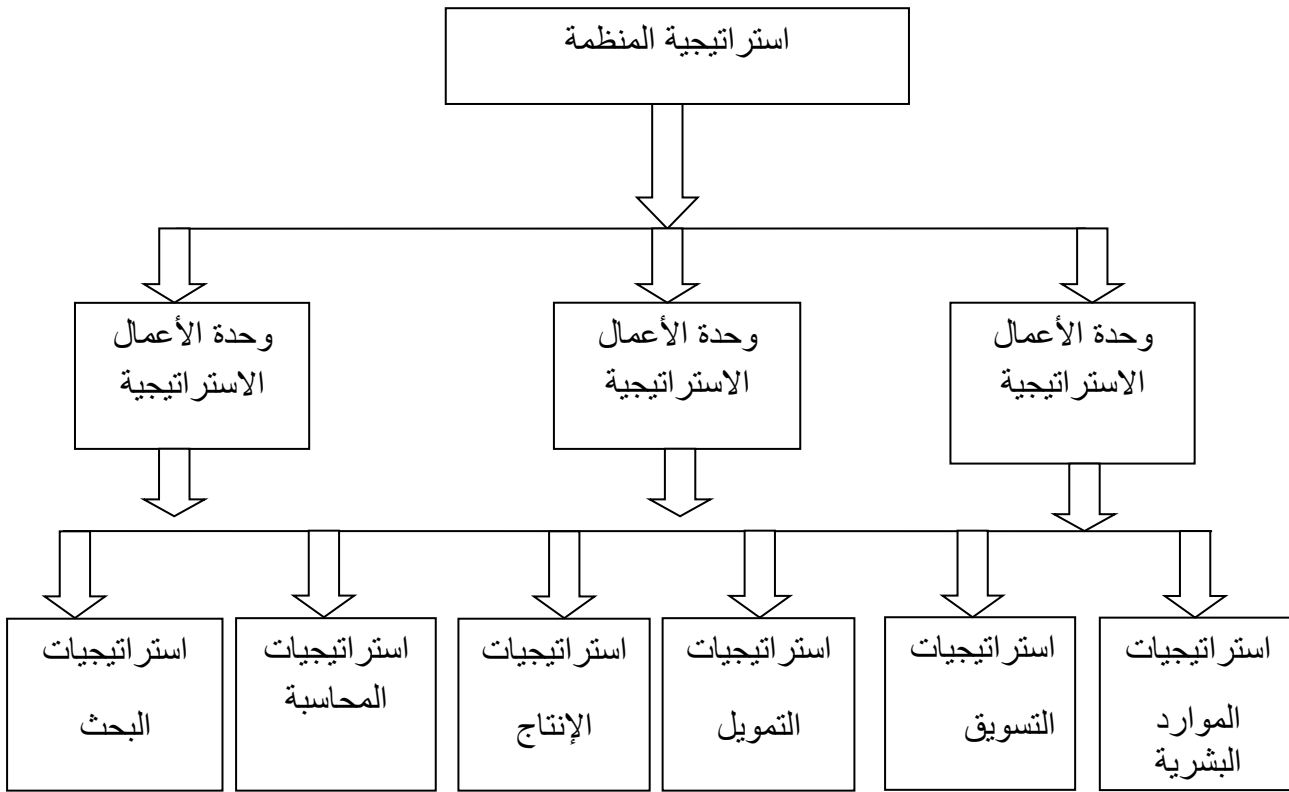 استراتيجية المنظمة
وحدة الأعمال
الاستراتيجية
وحدة الأعمال
الاستراتيجية
وحدة الأعمال
الاستراتيجية
استراتيجيات
الموارد
البشرية
استراتيجيات
التسويق
استراتيجيات
التمويل
استراتيجيات
الإنتاج
استراتيجيات
المحاسبة
استراتيجيات
البحث